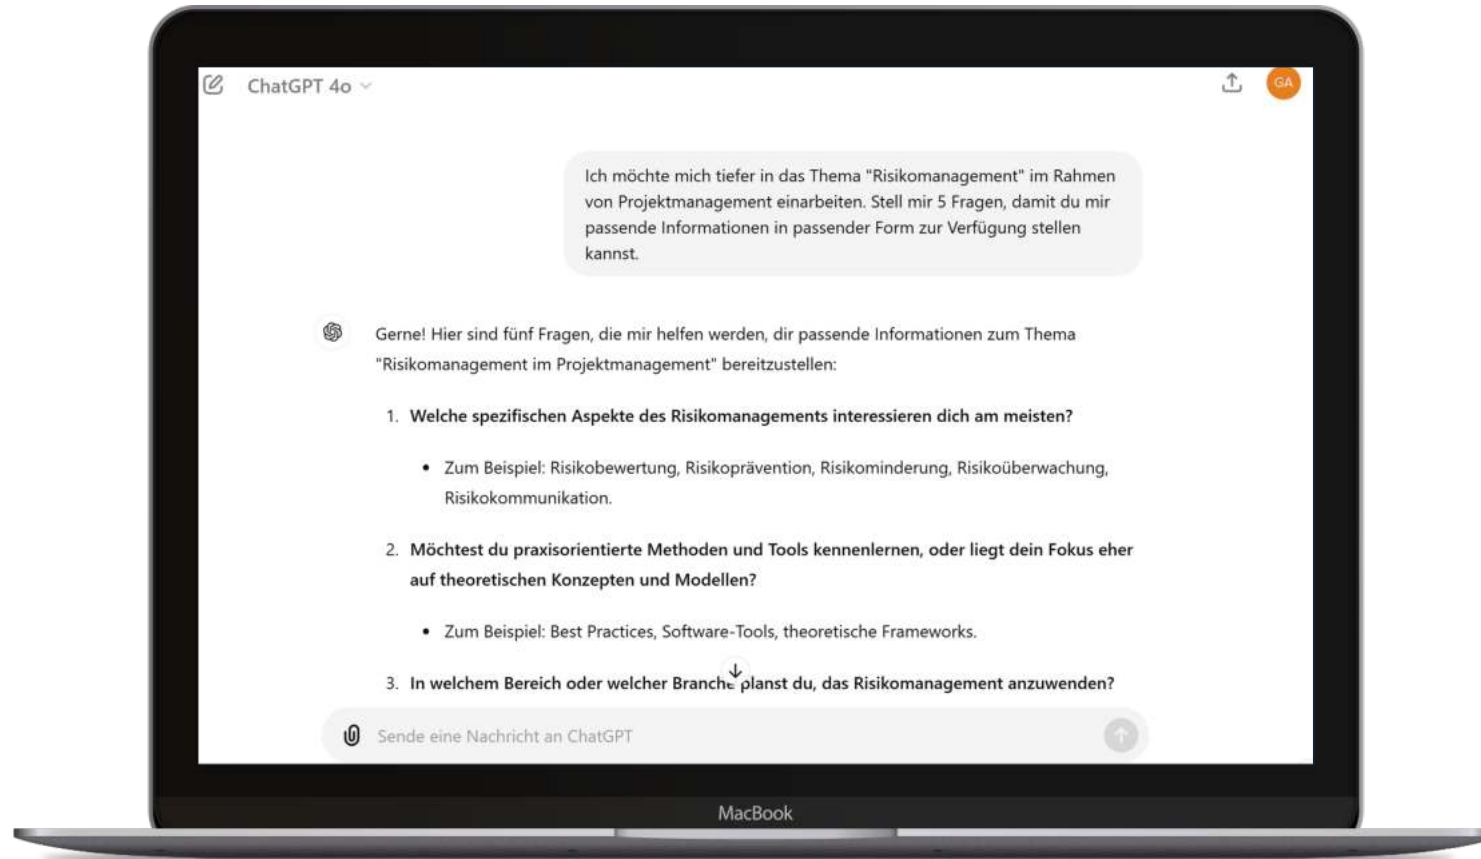 ChatGPT 4o
GA
Ich möchte mich tiefer in das Thema "Risikomanagement" im Rahmen
von Projektmanagement einarbeiten. Stell mir 5 Fragen, damit du mir
passende Informationen in passender Form zur Verfügung stellen
kannst.
Gerne! Hier sind fünf Fragen, die mir helfen werden, dir passende Informationen zum Thema
"Risikomanagement im Projektmanagement" bereitzustellen:
1. Welche spezifischen Aspekte des Risikomanagements interessieren dich am meisten?
• Zum Beispiel: Risikobewertung, Risikoprävention, Risikominderung, Risikoüberwachung,
Risikokommunikation.
2. Möchtest du praxisorientierte Methoden und Tools kennenlernen, oder liegt dein Fokus eher
auf theoretischen Konzepten und Modellen?
• Zum Beispiel: Best Practices, Software-Tools, theoretische Frameworks.
3. In welchem Bereich oder welcher Branche planst du, das Risikomanagement anzuwenden?
Sende eine Nachricht an ChatGPT
MacBook